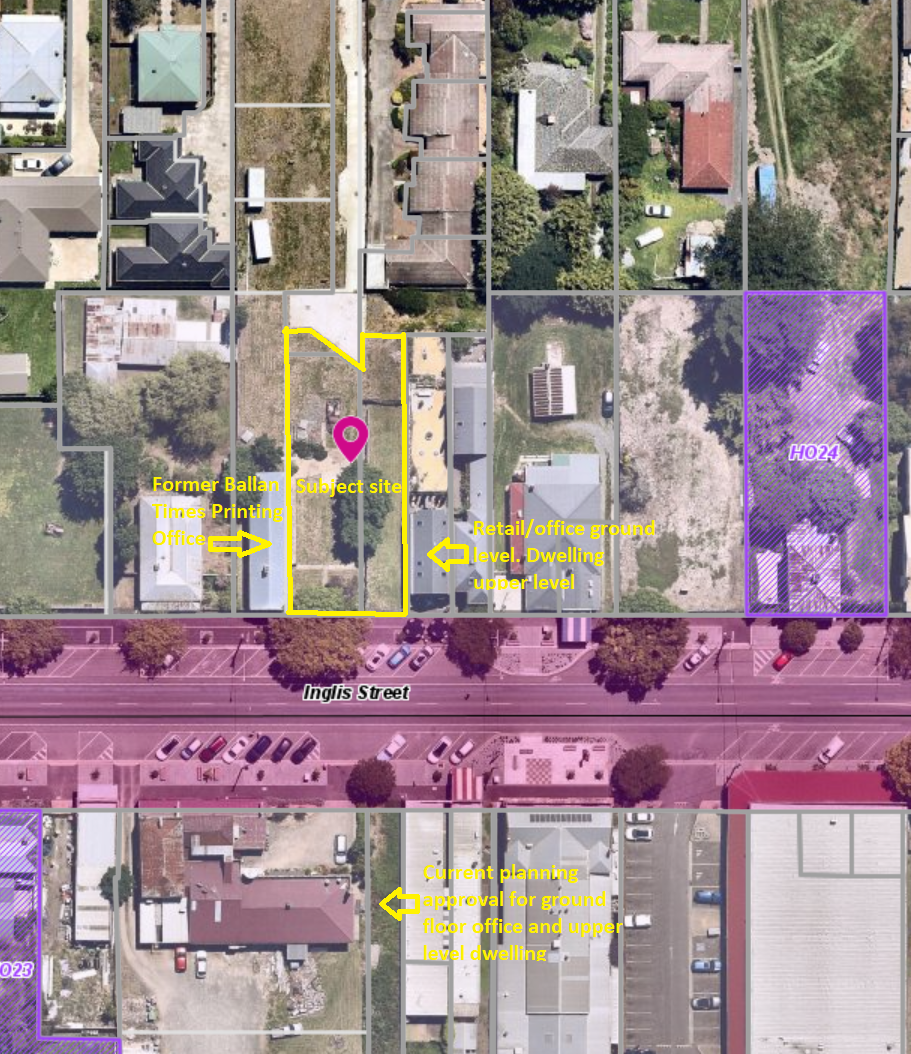 HO24
Former Ballan
Times Printing
Office
Subject site
Retail/office ground
level. Dwelling
upper level
Inglis Street
Current planning
approval for ground
floor office and upper
level dwelling
HO23